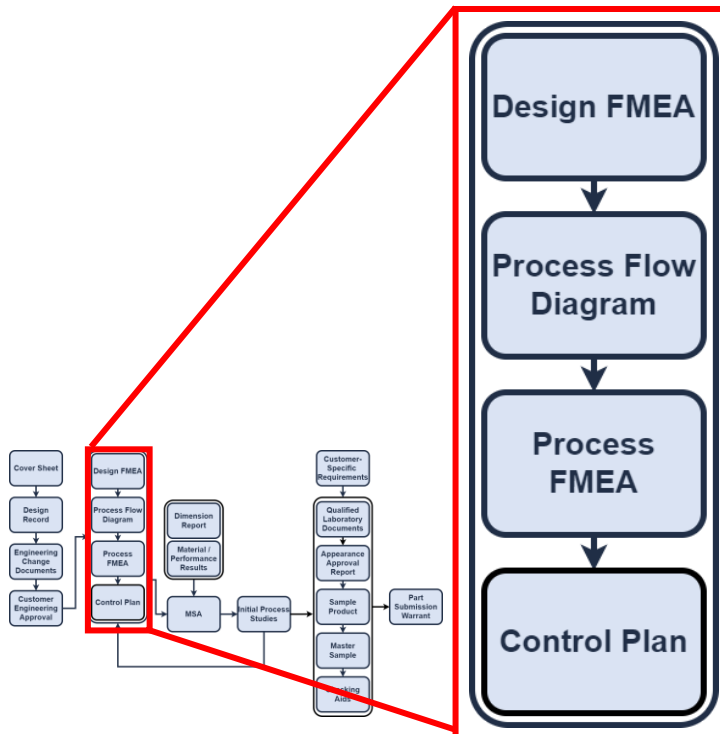 Design FMEA
Process Flow
Diagram
Process
FMEA
Control Plan
Cover Sheet
Design
Record
Engineering
Change
Documents
Customer
Engineering
Approval
Design FMEA
Process Flow
Diagram
Process
FMEA
Control Plan
Dimension
Report
Material /
Performance
Results
MSA
Initial Process
Studies
Customer-
Specific
Requirements
Qualified
Laboratory
Documents
Appearance
Approval
Report
Sample
Product
Master
Sample
Aids
Part
Submission
Warrant